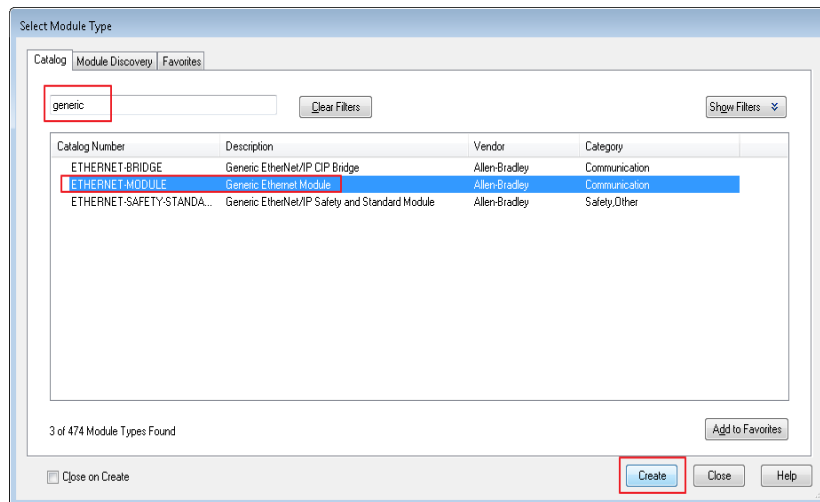 Select Module Type
Catalog Module Discovery Favorites
generic Clear Filters Show Filters
Catalog Number Description Vendor Category
ETHERNET-BRIDGE Generic EtherNet/IP CIP Bridge Allen-Bradley Communication
ETHERNET-MODULE Generic Ethernet Module Allen-Bradley Communication
ETHERNET-SAFETY-STANDA... Generic EtherNet/IP Safety and Standard Module Allen-Bradley Safety,Other
3 of 474 Module Types Found Add to Favorites
Close on Create Create Close Help